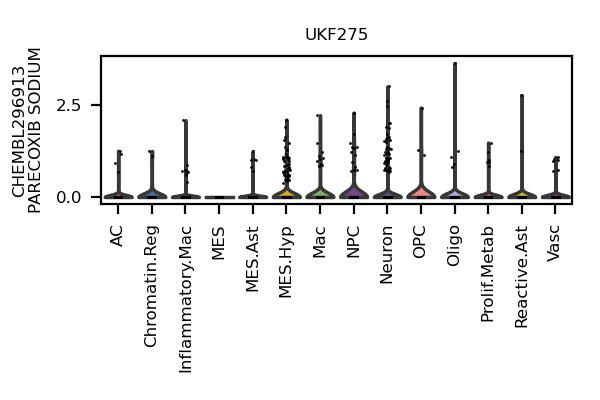 UKF275
CHEMBL296913
PARECOXIB SODIUM
2.5
0.0
AC
Chromatin.Reg
Inflammatory.Mac
MES
MES.Ast
MES.Hyp
Mac
NPC
Neuron
OPC
Oligo
Prolif.Metab
Reactive.Ast
Vasc